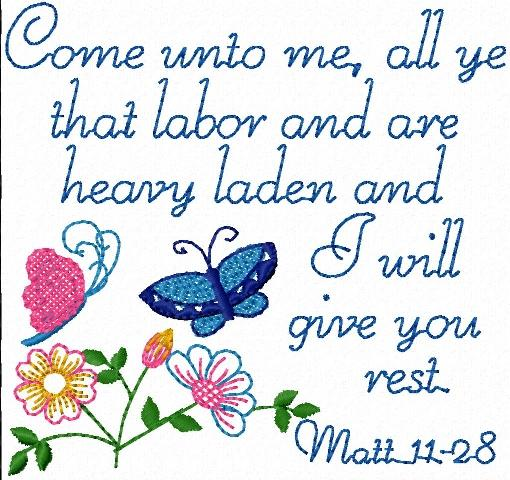 Come unto me, all ye
that labor and are
heavy laden and
I will
give you
rest.
Matt 11-28